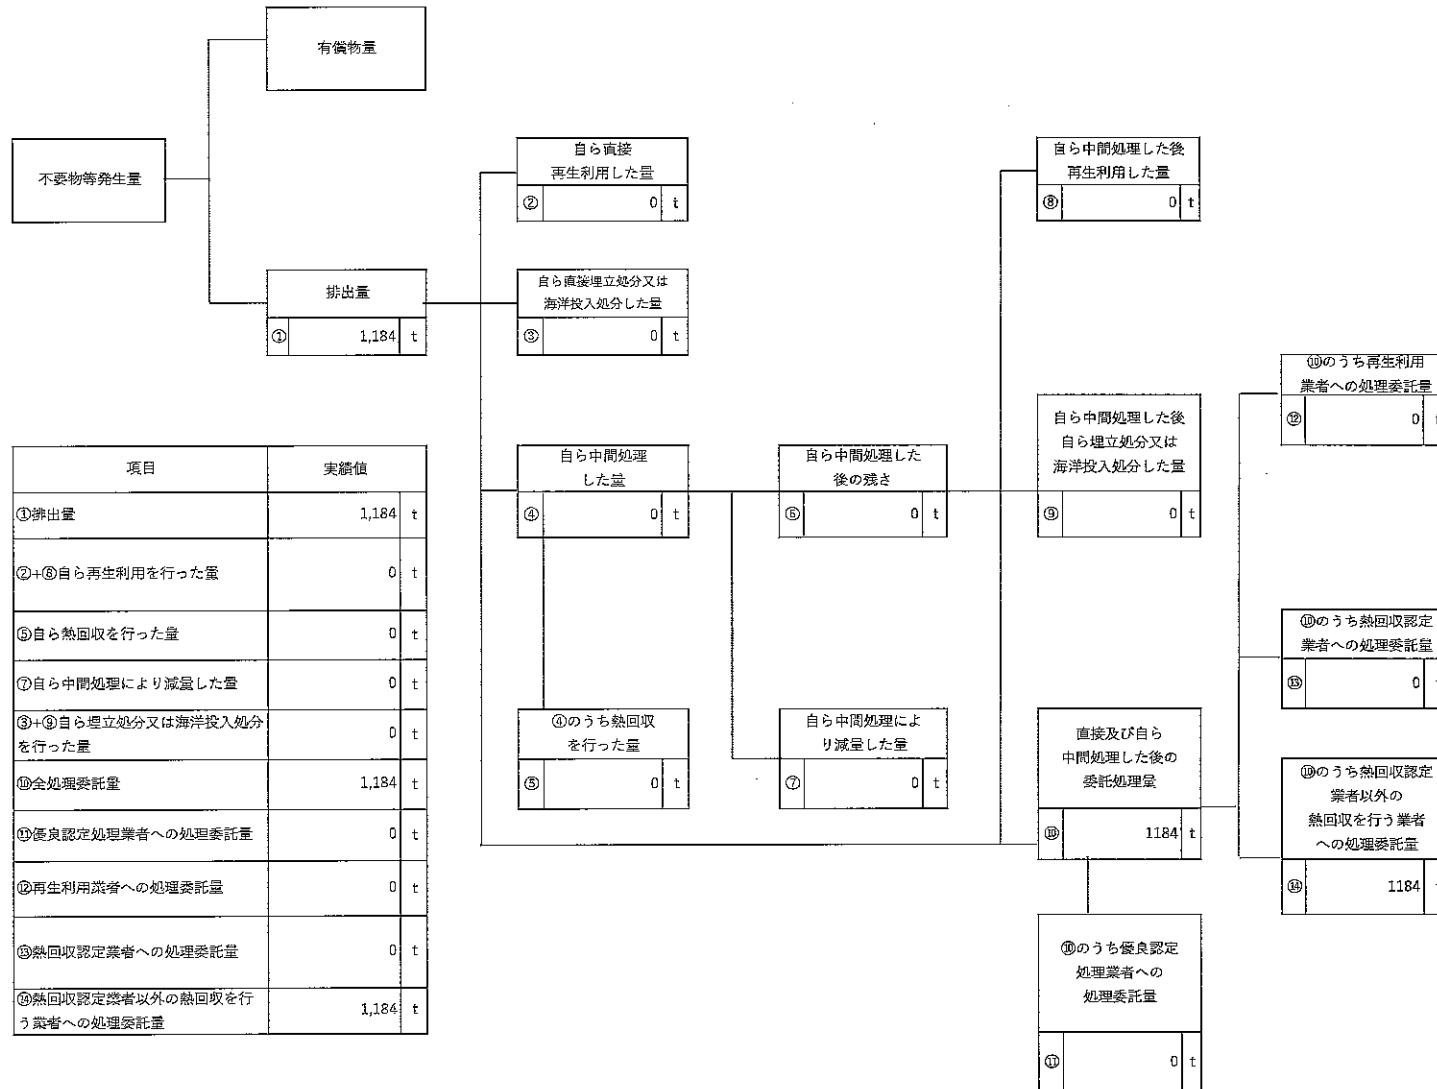 有償物量
不要物等発生量
自ら直接
再生利用した量
② 0 t
自ら中間処理した後
再生利用した量
⑧ 0 t
排出量
① 1,184 t
自ら直接埋立処分又は
海洋投入処分した量
③ 0 t
⑩のうち再生利用
業者への処理委託量
⑫ 0 t
自ら中間処理
した量
④ 0 t
自ら中間処理した
後の残さ
⑥ 0 t
自ら中間処理した後
自ら埋立処分又は
海洋投入処分した量
⑨ 0 t
⑩のうち熱回収認定
業者への処理委託量
⑬ 0 t
④のうち熱回収
を行った量
⑤ 0 t
自ら中間処理によ
り減量した量
⑦ 0 t
直接及び自ら
中間処理した後の
委託処理量
⑩ 1184 t
⑩のうち熱回収認定
業者以外の
熱回収を行う業者
への処理委託量
⑭ 1184 t
⑩のうち優良認定
処理業者への
処理委託量
⑪ 0 t
項目 実績値
①排出量 1,184 t
②+⑧自ら再生利用を行った量 0 t
⑤自ら熱回収を行った量 0 t
⑦自ら中間処理により減量した量 0 t
③+⑨自ら埋立処分又は海洋投入処分
を行った量 0 t
⑩全処理委託量 1,184 t
⑪優良認定処理業者への処理委託量 0 t
⑫再生利用業者への処理委託量 0 t
⑬熱回収認定業者への処理委託量 0 t
⑭熱回収認定業者以外の熱回収を行
う業者への処理委託量 1,184 t